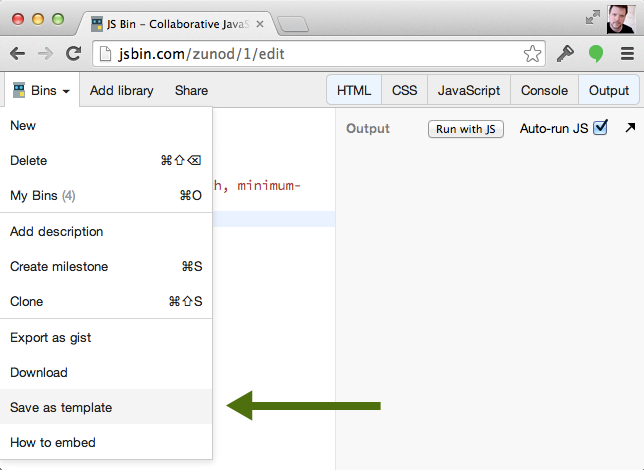 JS Bin – Collaborative JavaS
jsbin.com/zunod/1/edit
Bins Add library Share HTML CSS JavaScript Console Output
New
Delete ⌘⇧⌫
My Bins (4) ⌘O
Add description
Create milestone ⌘S
Clone ⌘⇧S
Export as gist
Download
Save as template
How to embed
h, minimum-
Output Run with JS Auto-run JS